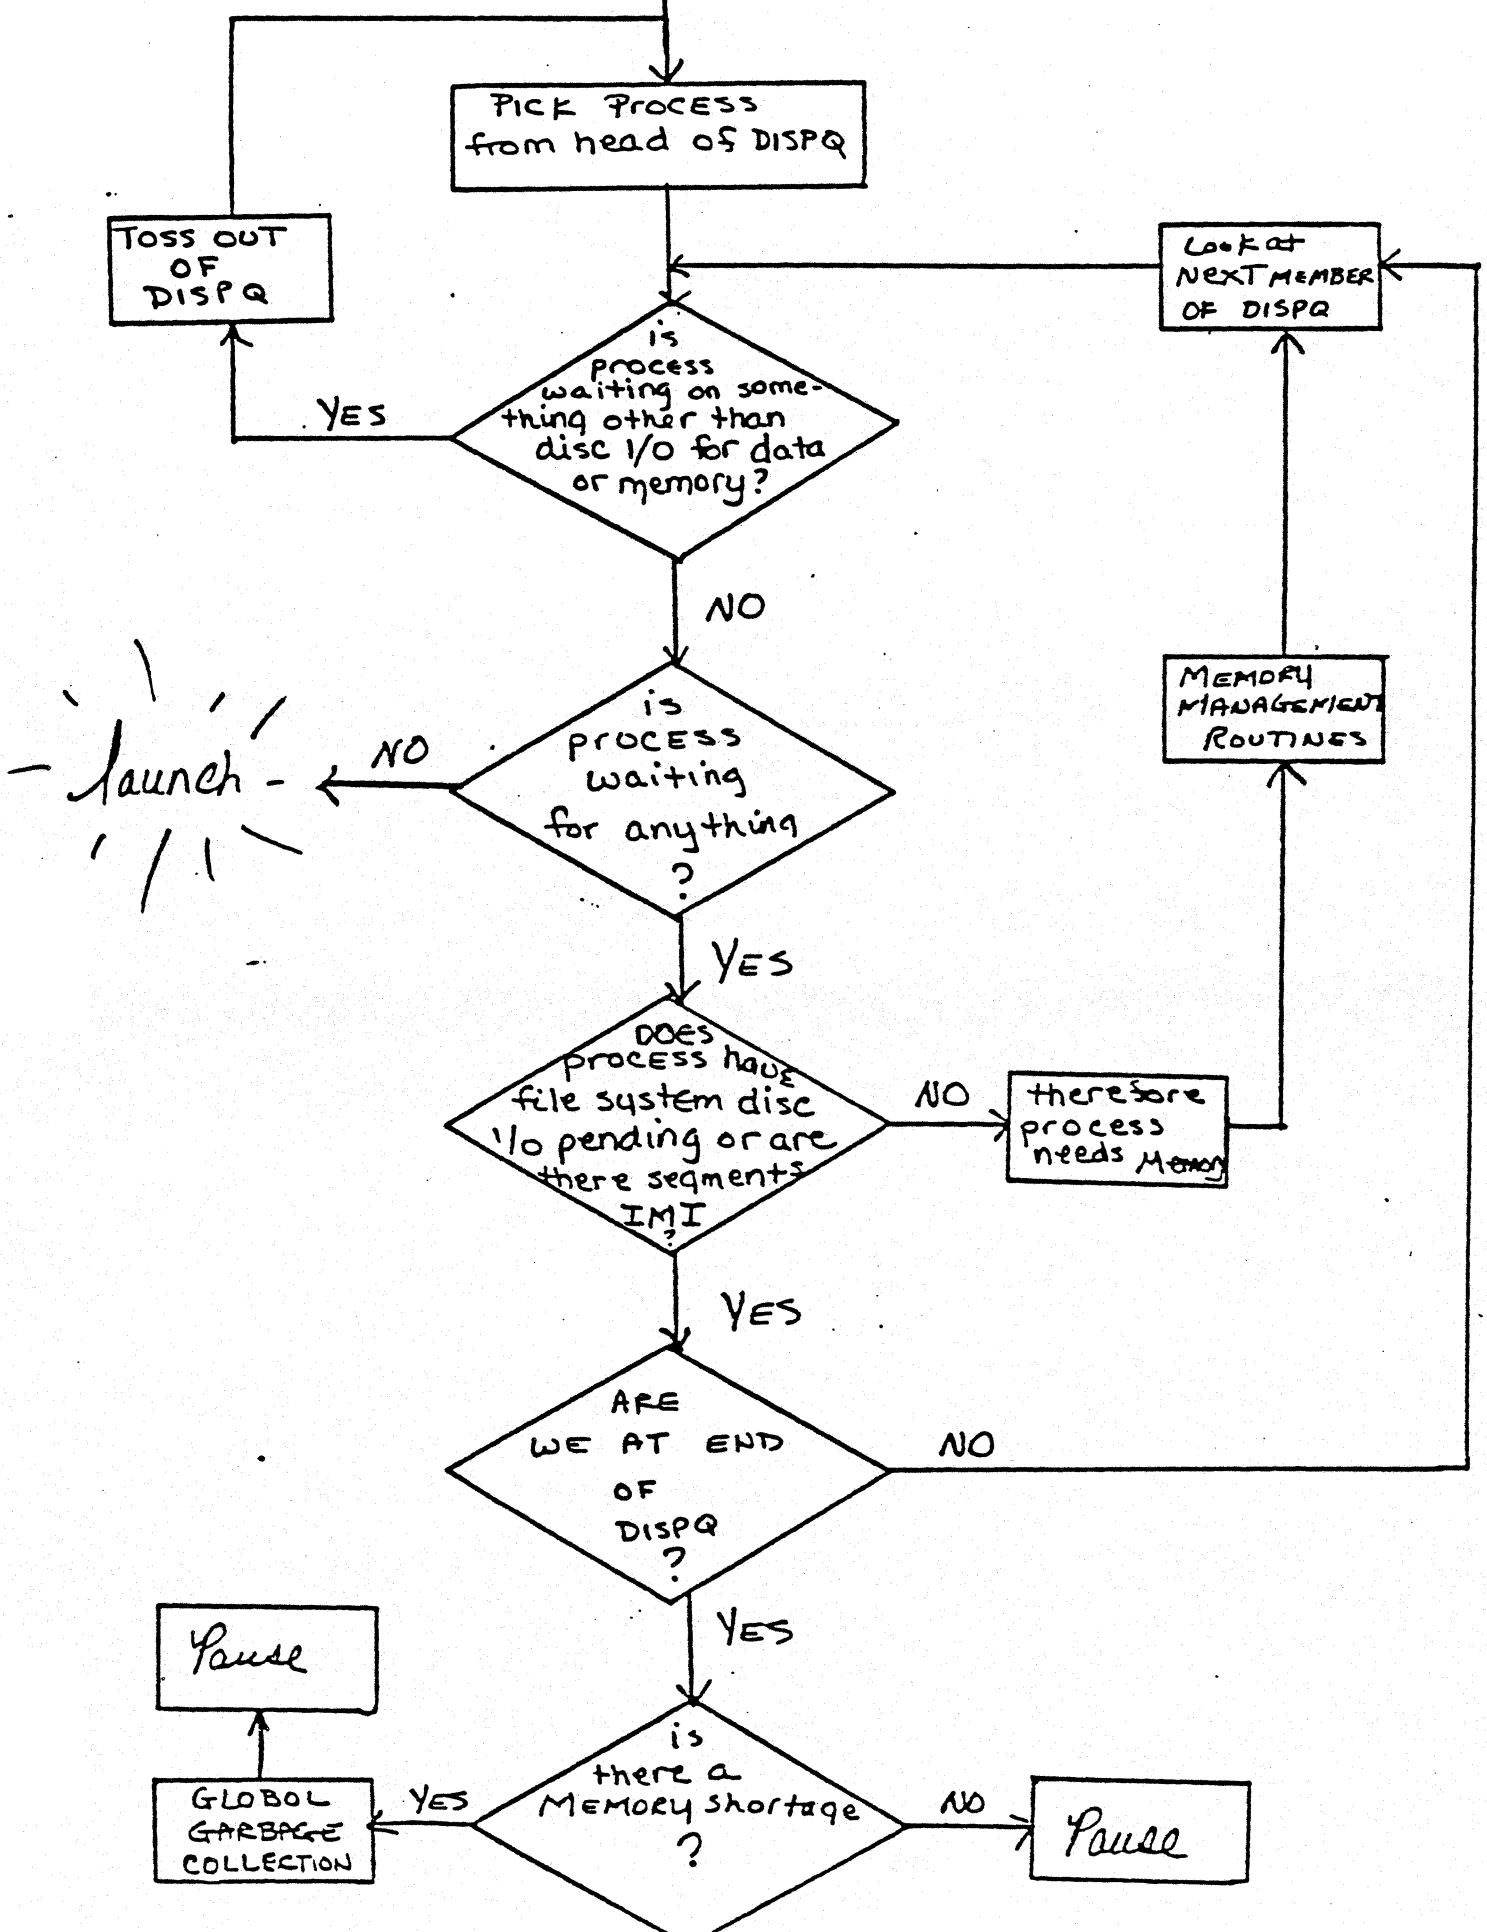 PICK PROCESS
from head of DISPQ
TOSS OUT
OF
DISPQ
Look at
NEXT MEMBER
OF DISPQ
is
process
waiting on some-
thing other than
disc I/O for data
or memory?
YES
NO
MEMORY
MANAGEMENT
ROUTINES
is
process
waiting
for anything
?
NO
launch
YES
DOES
process have
file system disc
I/O pending or are
there segments
IMI
?
NO
therefore
process
needs Memory
YES
ARE
WE AT END
OF
DISPQ
?
NO
YES
Pause
is
there a
MEMORY shortage
?
YES
GLOBOL
GARBAGE
COLLECTION
NO
Pause